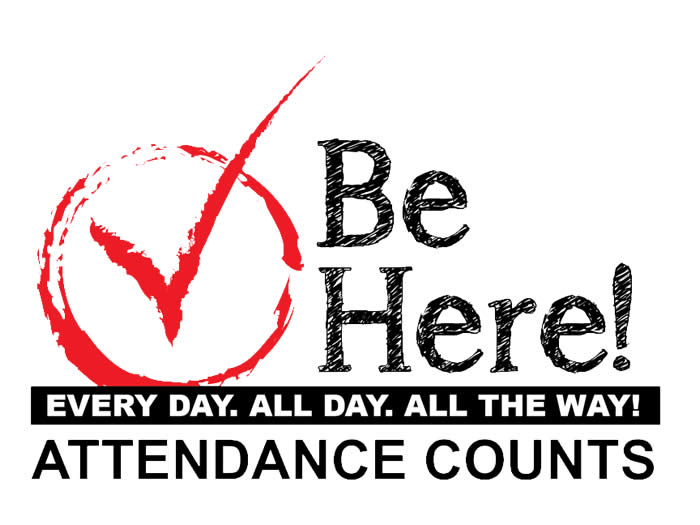 Be
Here!
EVERY DAY. ALL DAY. ALL THE WAY!
ATTENDANCE COUNTS